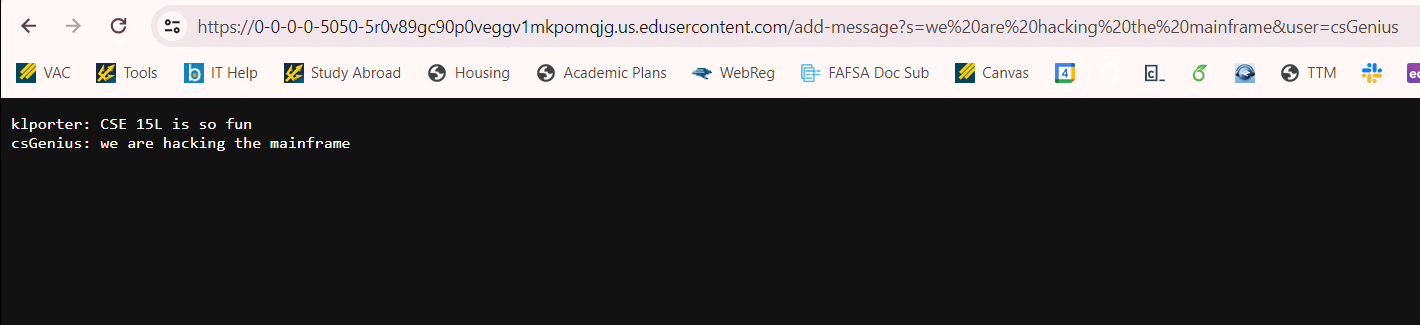 https://0-0-0-0-5050-5r0v89gc90p0veggv1mkpomqjg.us.edusercontent.com/add-message?s=we%20are%20hacking%20the%20mainframe&user=csGenius
VAC Tools IT Help Study Abroad Housing Academic Plans WebReg FAFSA Doc Sub Canvas 4 TTM
klporter: CSE 15L is so fun
csGenius: we are hacking the mainframe